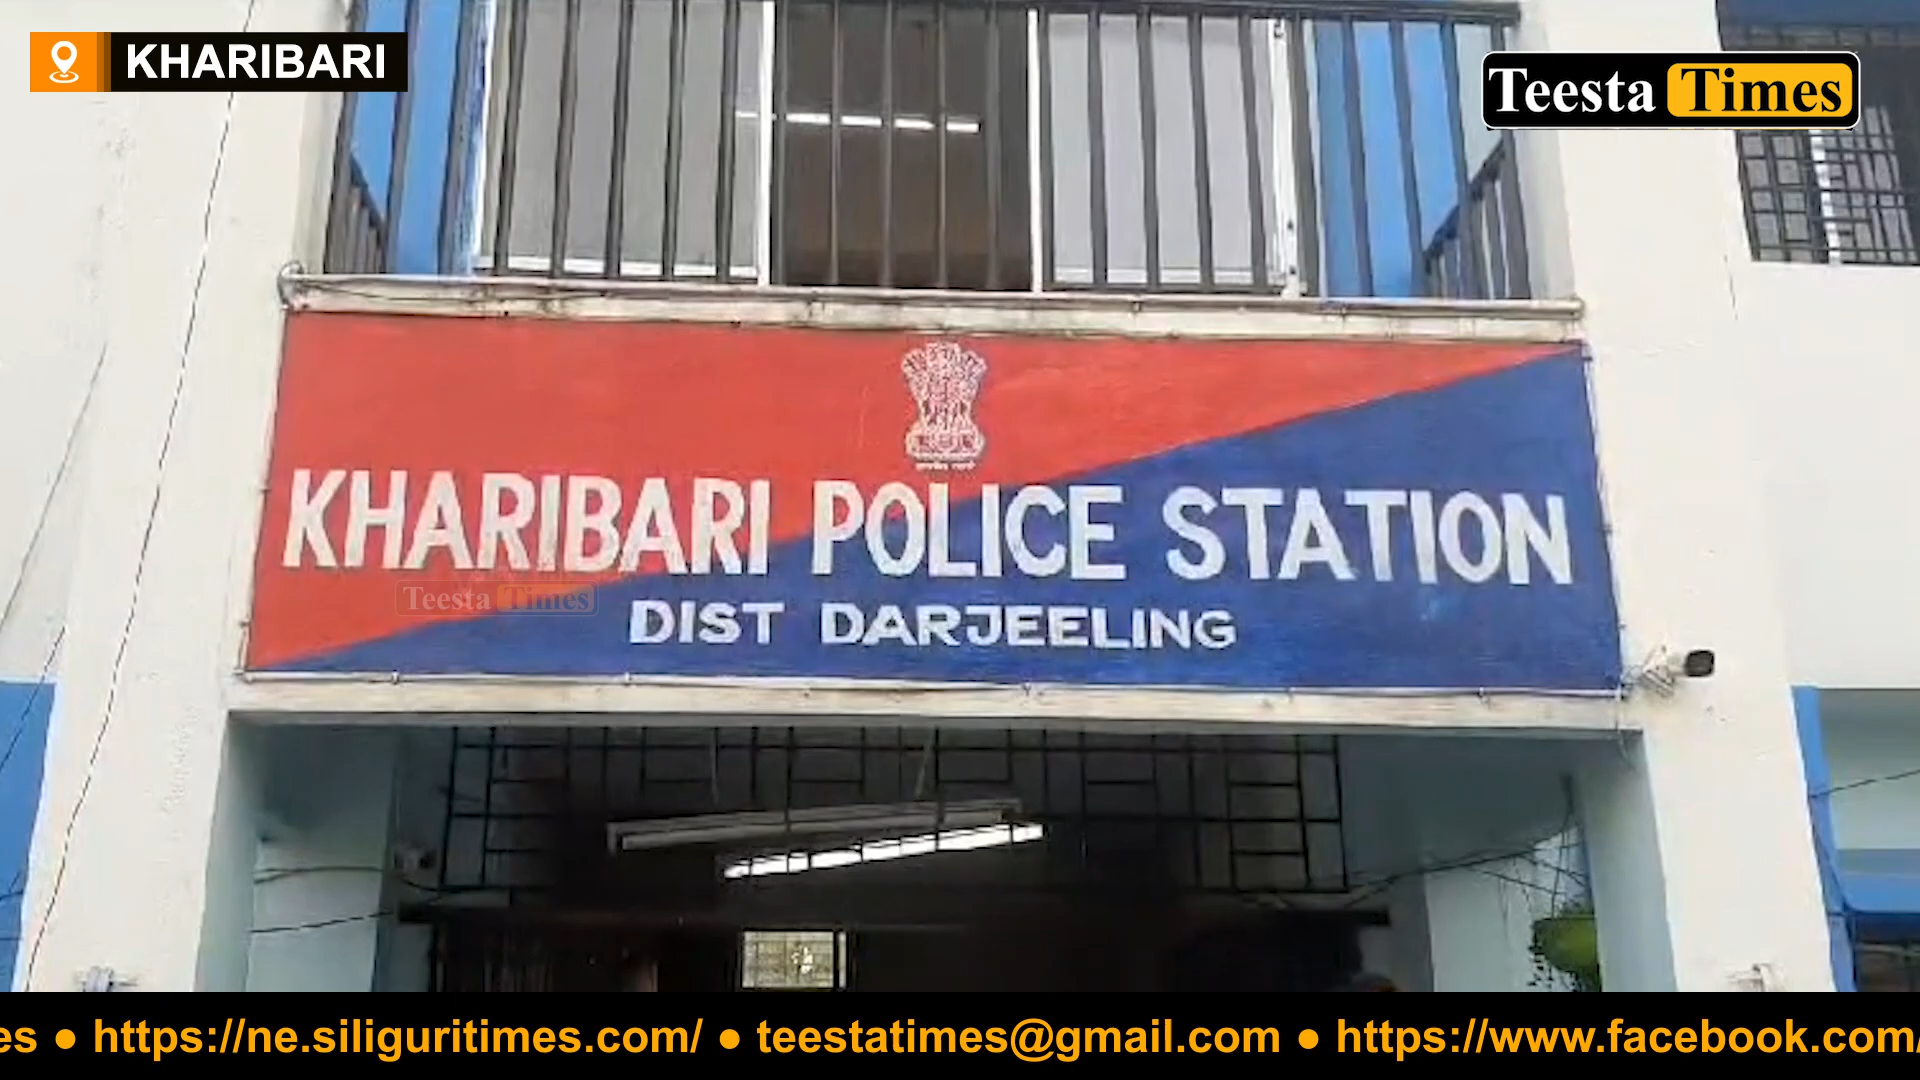 KHARIBARI
Teesta Times
KHARIBARI POLICE STATION
Teesta Times
DIST DARJEELING
es ● https://ne.siliguritimes.com/ ● teestatimes@gmail.com ● https://www.facebook.com/